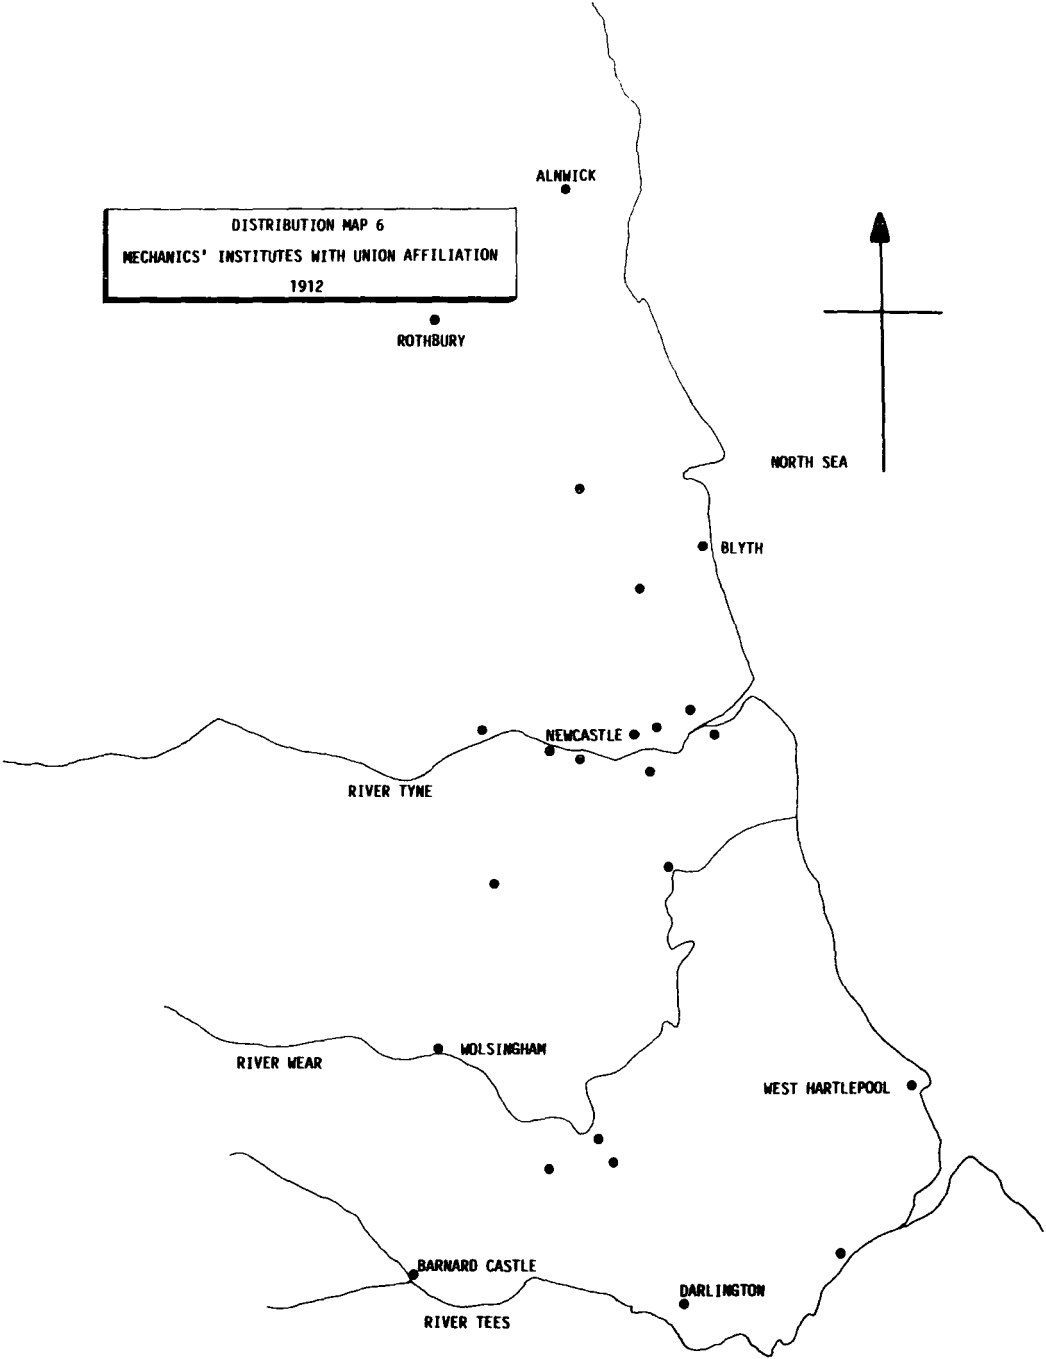 ALNWICK
DISTRIBUTION MAP 6
MECHANICS' INSTITUTES WITH UNION AFFILIATION
1912
ROTHBURY
NORTH SEA
BLYTH
NEWCASTLE
RIVER TYNE
WOLSINGHAM
RIVER WEAR
WEST HARTLEPOOL
BARNARD CASTLE
DARLINGTON
RIVER TEES